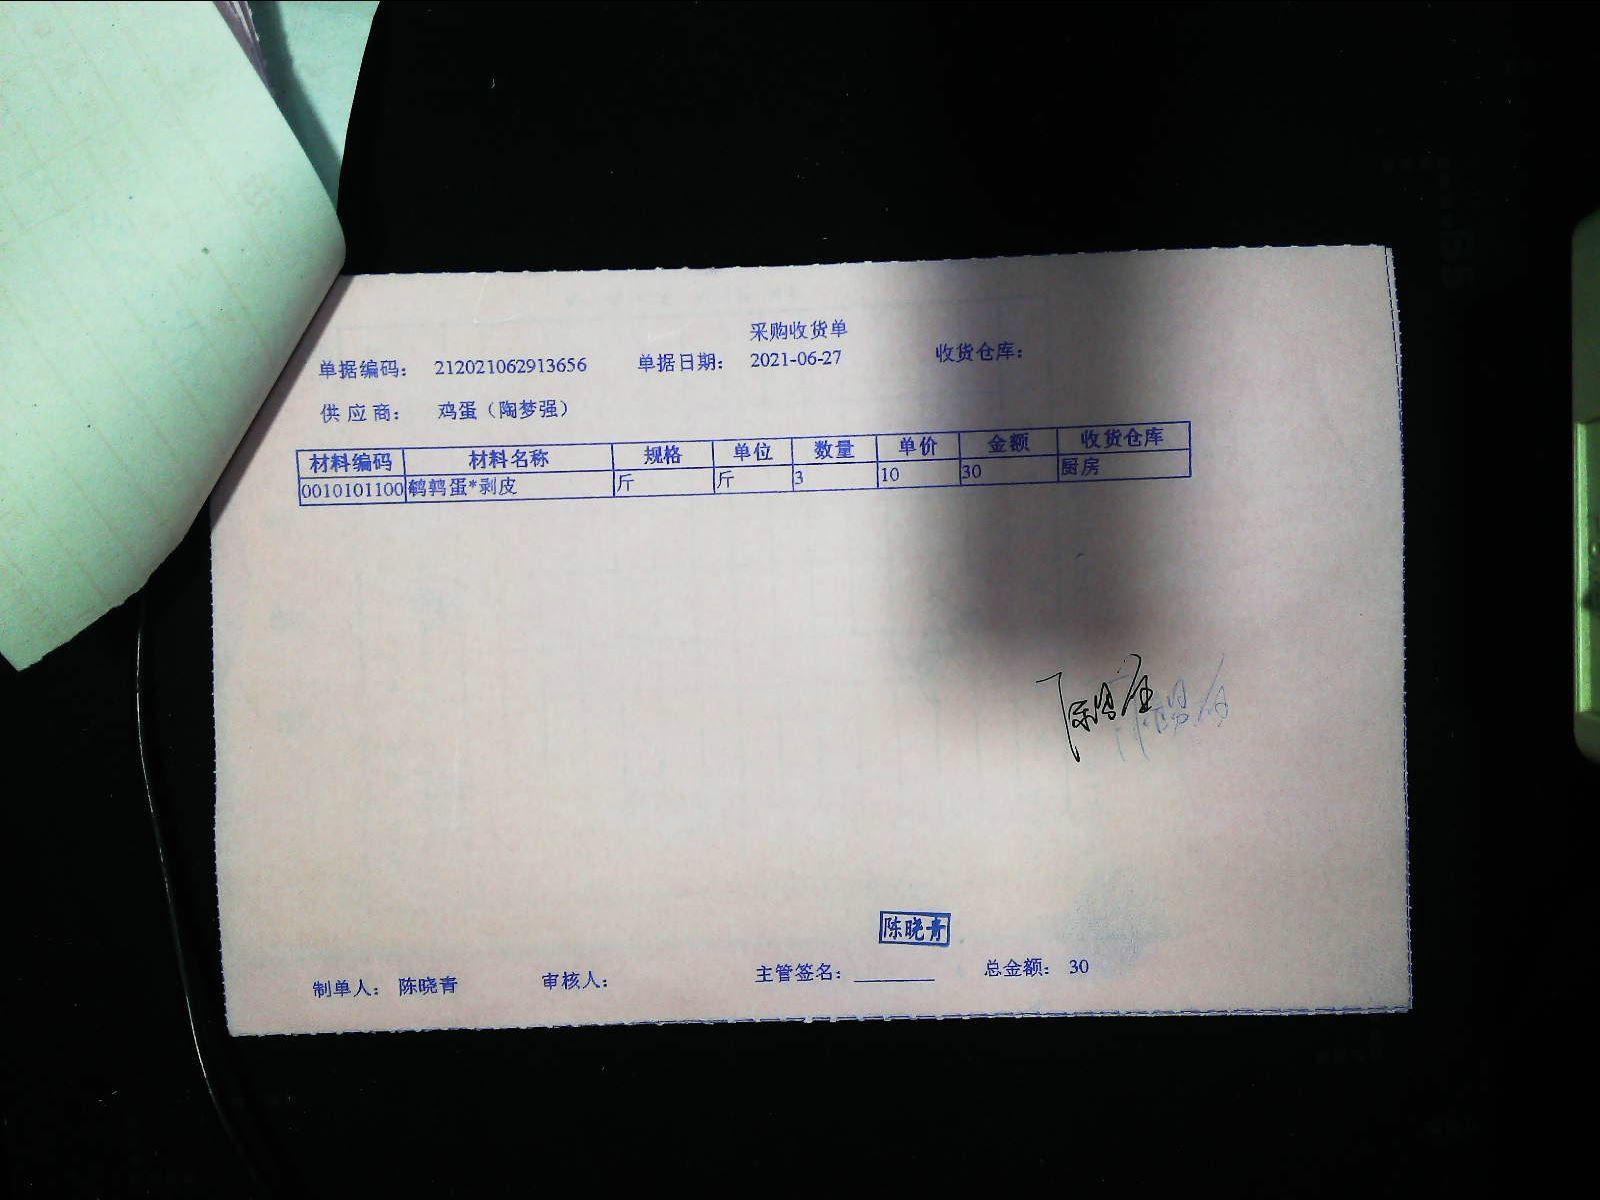 采购收货单
单据编码: 212021062913656 单据日期: 2021-06-27 收货仓库:
供 应 商: 鸡蛋（陶梦强）
材料编码 材料名称 规格 单位 数量 单价 金额 收货仓库
0010101100 鹌鹑蛋*剥皮 斤 斤 3 10 30 厨房
陈晓青
制单人: 陈晓青 审核人: 主管签名: ________ 总金额: 30